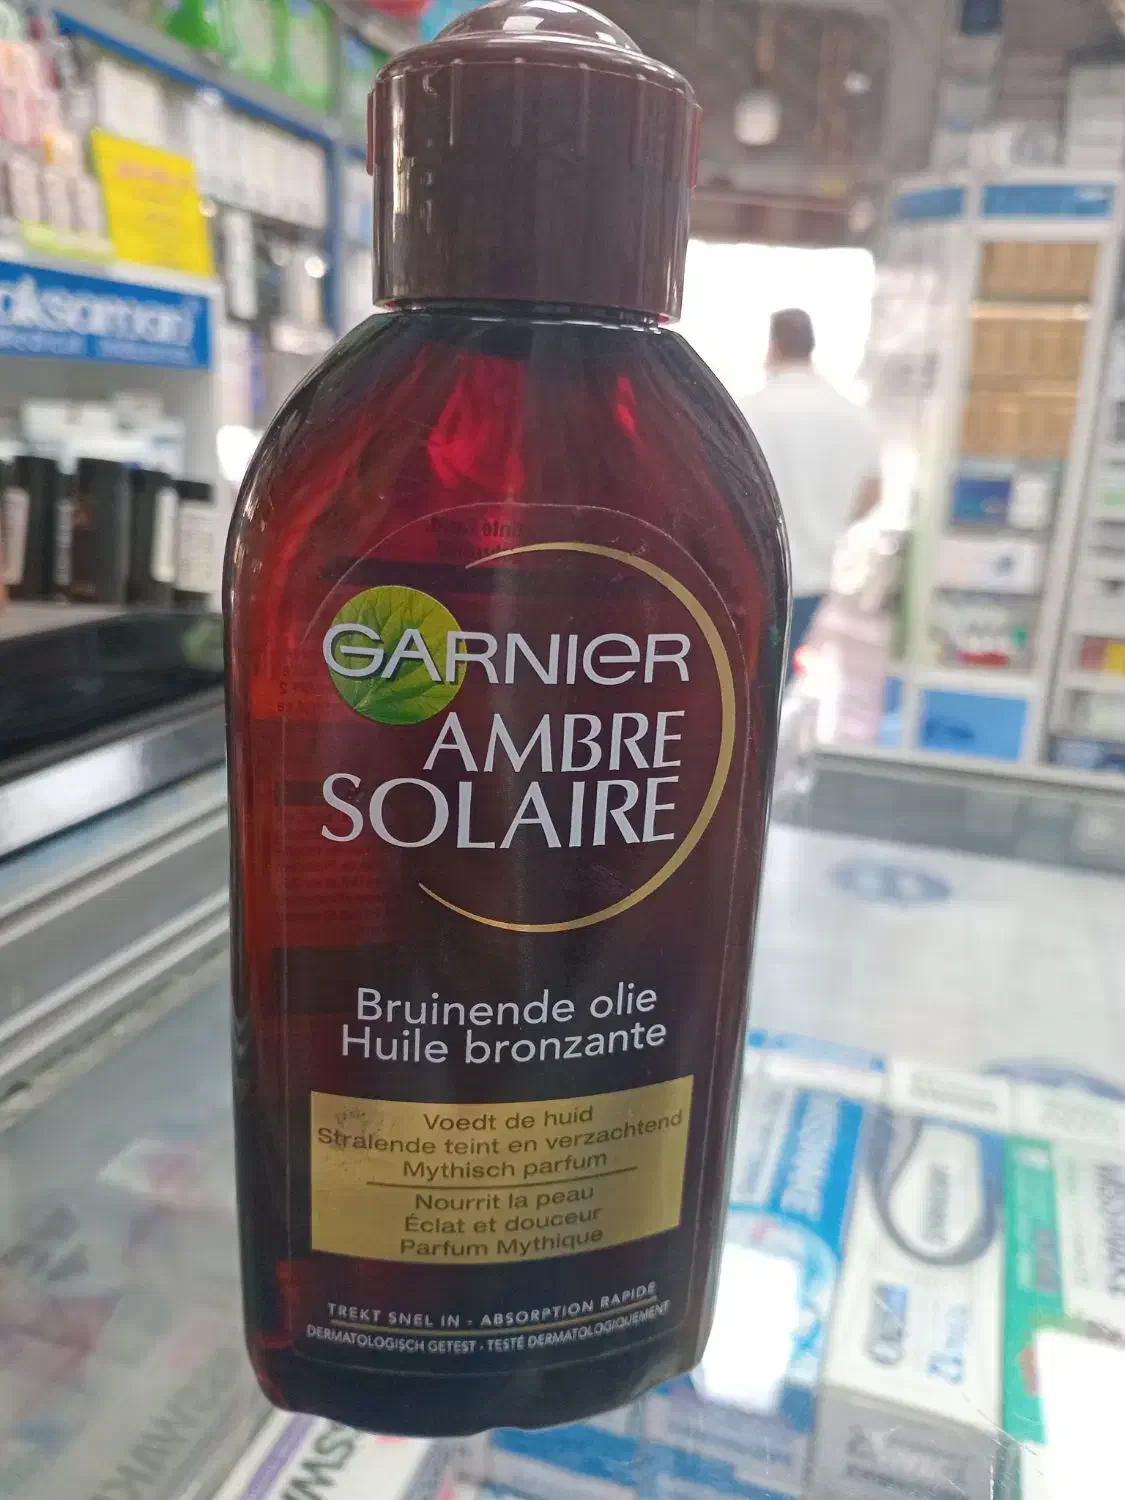 GARNIER
AMBRE
SOLAIRE
Bruinende olie
Huile bronzante
Voedt de huid
Stralende teint en verzachtend
Mythisch parfum
Nourrit la peau
Éclat et douceur
Parfum Mythique
TREKT SNEL IN - ABSORPTION RAPIDE
DERMATOLOGISCH GETEST - TESTÉ DERMATOLOGIQUEMENT